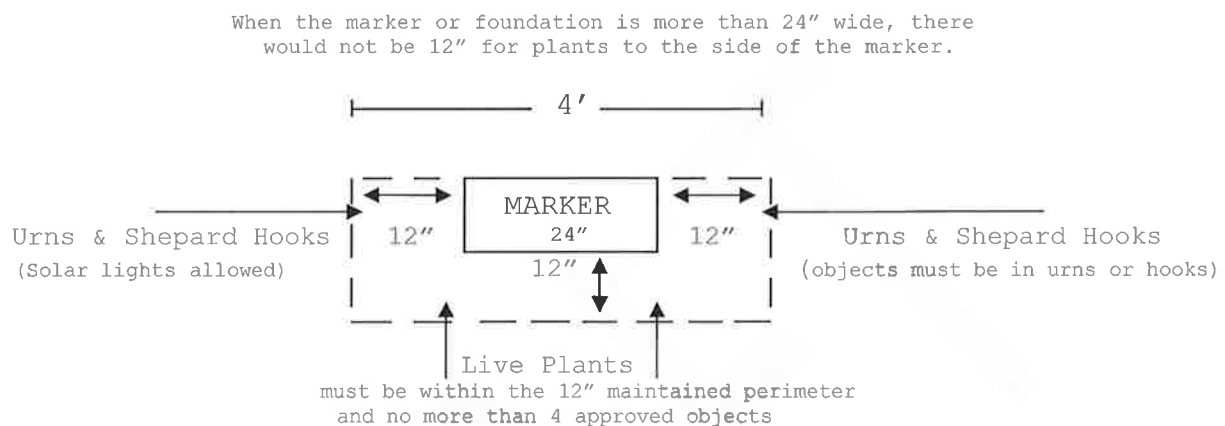 When the marker or foundation is more than 24" wide, there
would not be 12" for plants to the side of the marker.
4'
MARKER
24"
12"
12"
12"
Urns & Shepard Hooks
(Solar lights allowed)
Urns & Shepard Hooks
(objects must be in urns or hooks)
Live Plants
must be within the 12" maintained perimeter
and no more than 4 approved objects